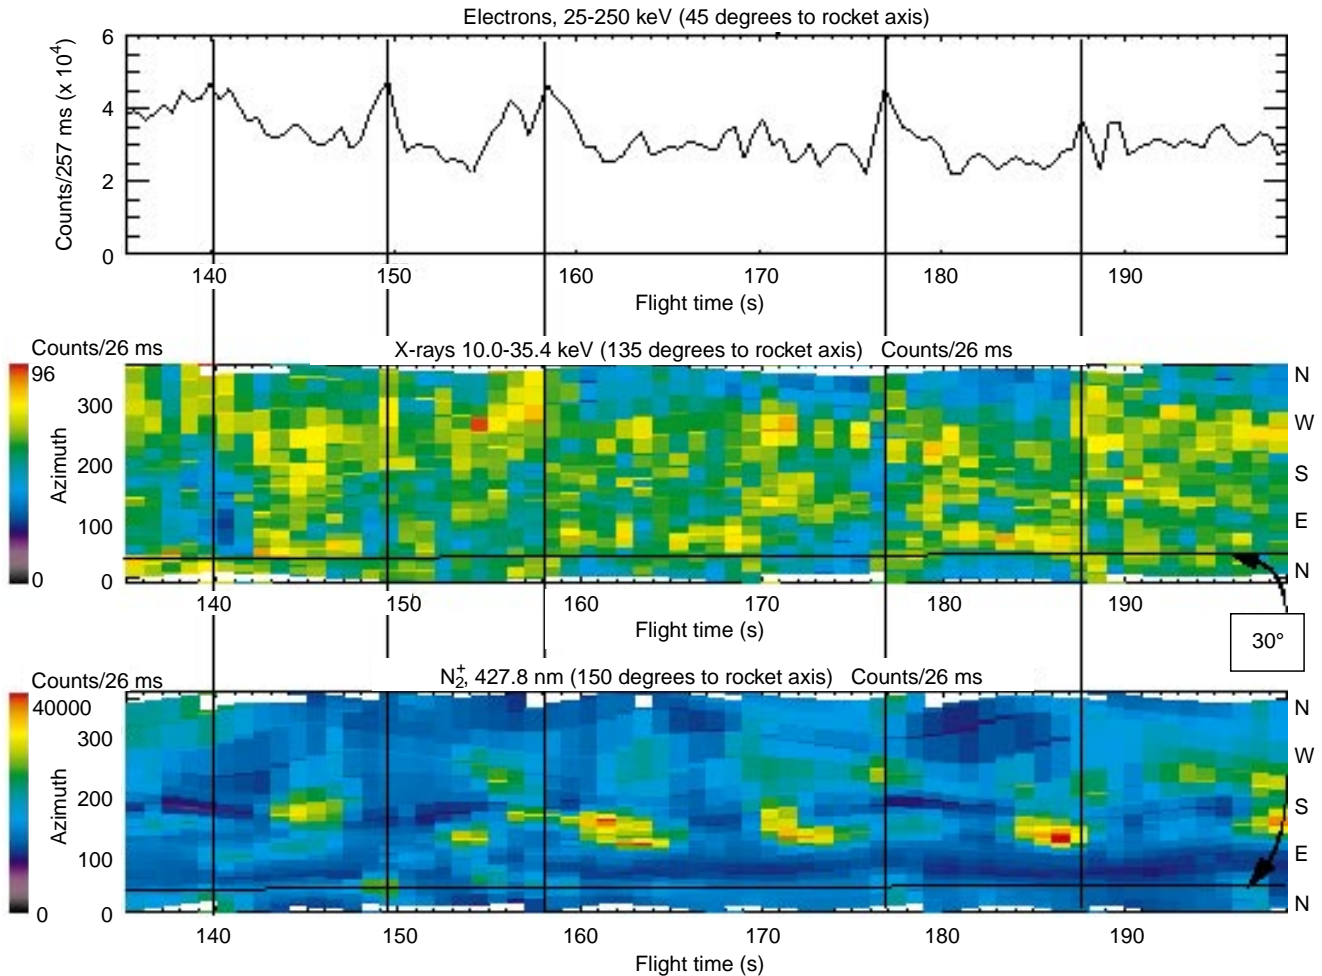 Electrons, 25-250 keV (45 degrees to rocket axis)
Counts/257 ms (x 10⁴)
6
4
2
0
140 150 160 170 180 190
Flight time (s)
Counts/26 ms
X-rays 10.0-35.4 keV (135 degrees to rocket axis) Counts/26 ms
96
0
Azimuth
300
200
100
0
N
W
S
E
N
140 150 160 170 180 190
Flight time (s)
30°
Counts/26 ms
N₂⁺, 427.8 nm (150 degrees to rocket axis) Counts/26 ms
40000
0
Azimuth
300
200
100
0
N
W
S
E
N
140 150 160 170 180 190
Flight time (s)